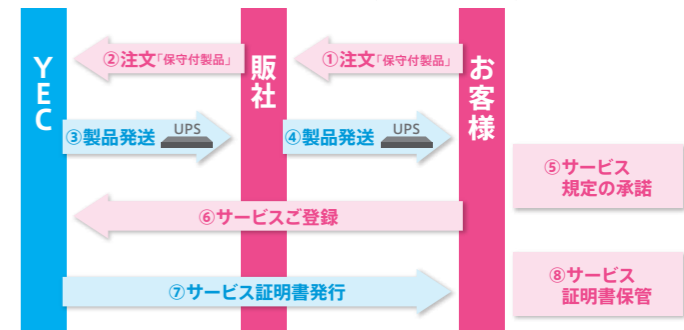 YEC
販社
お客様
②注文「保守付製品」
①注文「保守付製品」
③製品発送
UPS
④製品発送
UPS
⑤サービス
規定の承諾
⑥サービスご登録
⑦サービス証明書発行
⑧サービス
証明書保管